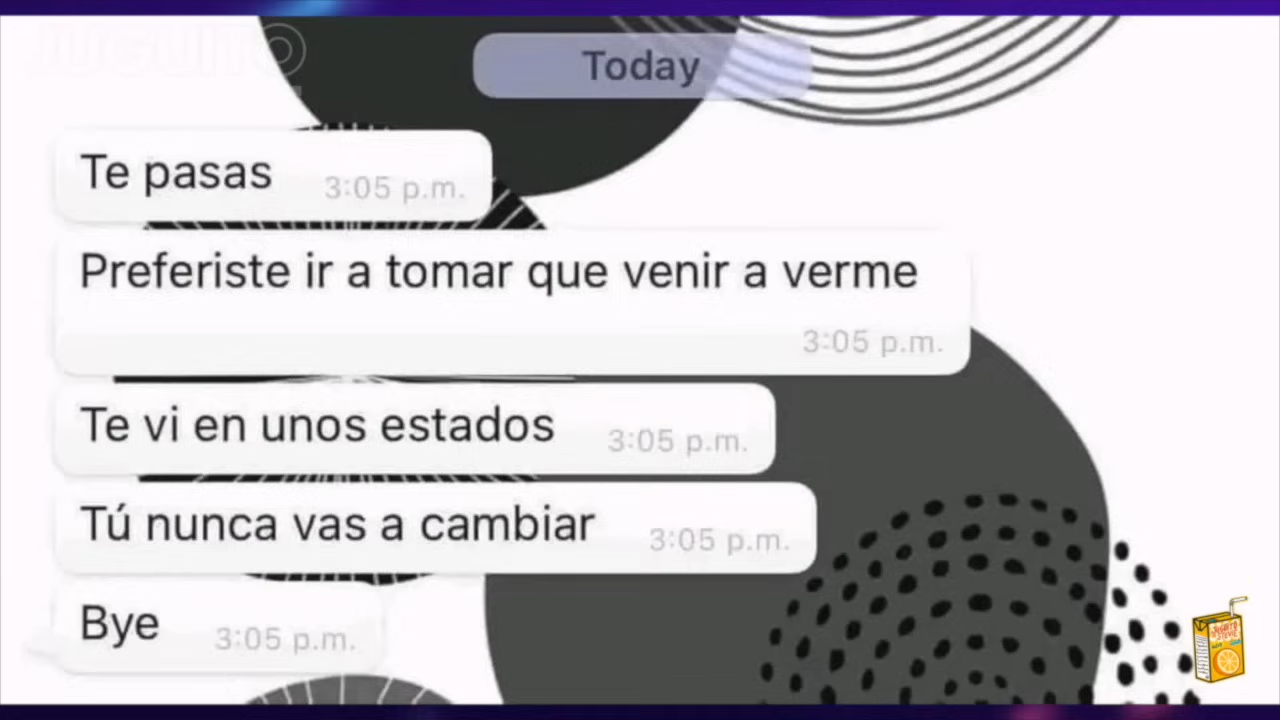 Today
Te pasas
3:05 p.m.
Preferiste ir a tomar que venir a verme
3:05 p.m.
Te vi en unos estados
3:05 p.m.
Tú nunca vas a cambiar
3:05 p.m.
Bye
3:05 p.m.